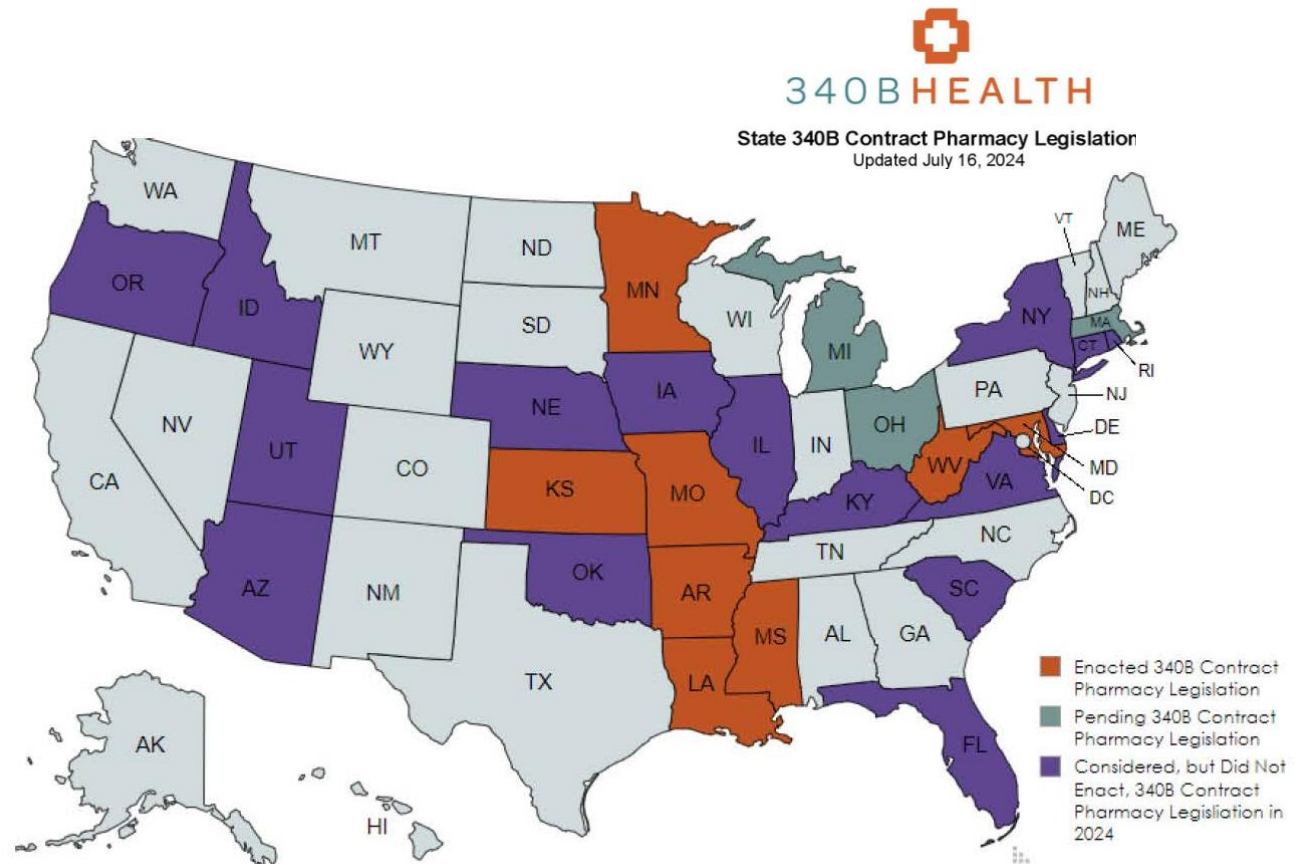 340BHEALTH
State 340B Contract Pharmacy Legislation
Updated July 16, 2024
WA
MT
ND
MN
VT
ME
OR
ID
SD
WI
NH
NY
MA
WY
MI
CT
RI
PA
NJ
IA
NE
NV
OH
DE
UT
IL
IN
CO
WV
MD
CA
KS
MO
VA
DC
KY
NC
TN
OK
AZ
NM
AR
SC
MS
AL
GA
TX
LA
Enacted 340B Contract
Pharmacy Legislation
Pending 340B Contract
Pharmacy Legislation
AK
FL
Considered, but Did Not
Enact, 340B Contract
Pharmacy Legisliation in
2024
HI